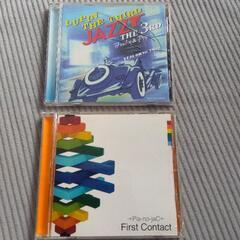 LUPIN THE THIRD
JAZZ
THE 3RD
→Pia-no-jaC←
First Contact